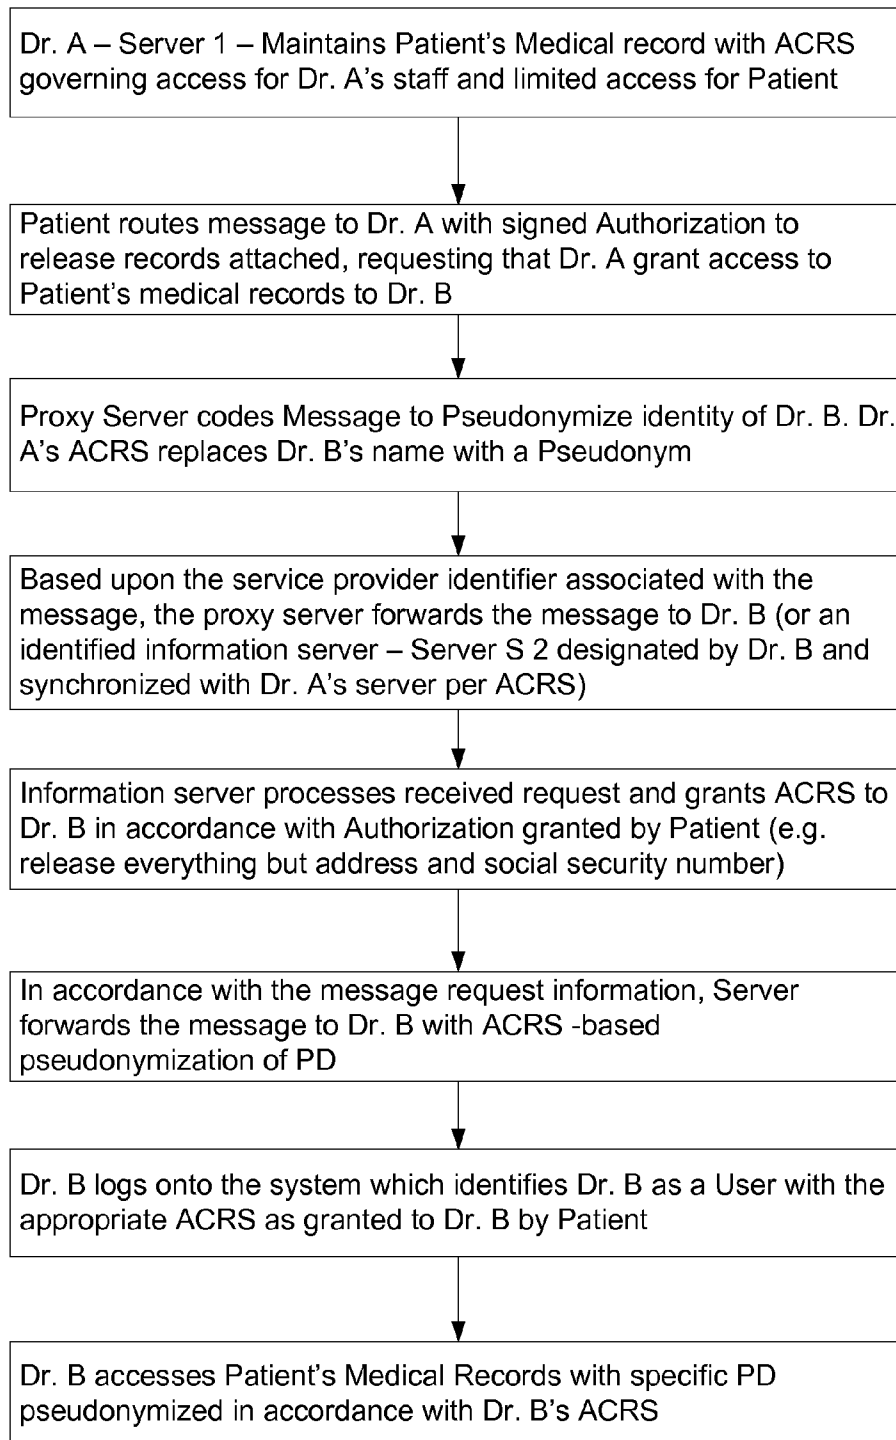 Dr. A – Server 1 – Maintains Patient’s Medical record with ACRS
governing access for Dr. A’s staff and limited access for Patient
Patient routes message to Dr. A with signed Authorization to
release records attached, requesting that Dr. A grant access to
Patient’s medical records to Dr. B
Proxy Server codes Message to Pseudonymize identity of Dr. B. Dr.
A’s ACRS replaces Dr. B’s name with a Pseudonym
Based upon the service provider identifier associated with the
message, the proxy server forwards the message to Dr. B (or an
identified information server – Server S 2 designated by Dr. B and
synchronized with Dr. A’s server per ACRS)
Information server processes received request and grants ACRS to
Dr. B in accordance with Authorization granted by Patient (e.g.
release everything but address and social security number)
In accordance with the message request information, Server
forwards the message to Dr. B with ACRS -based
pseudonymization of PD
Dr. B logs onto the system which identifies Dr. B as a User with the
appropriate ACRS as granted to Dr. B by Patient
Dr. B accesses Patient’s Medical Records with specific PD
pseudonymized in accordance with Dr. B’s ACRS